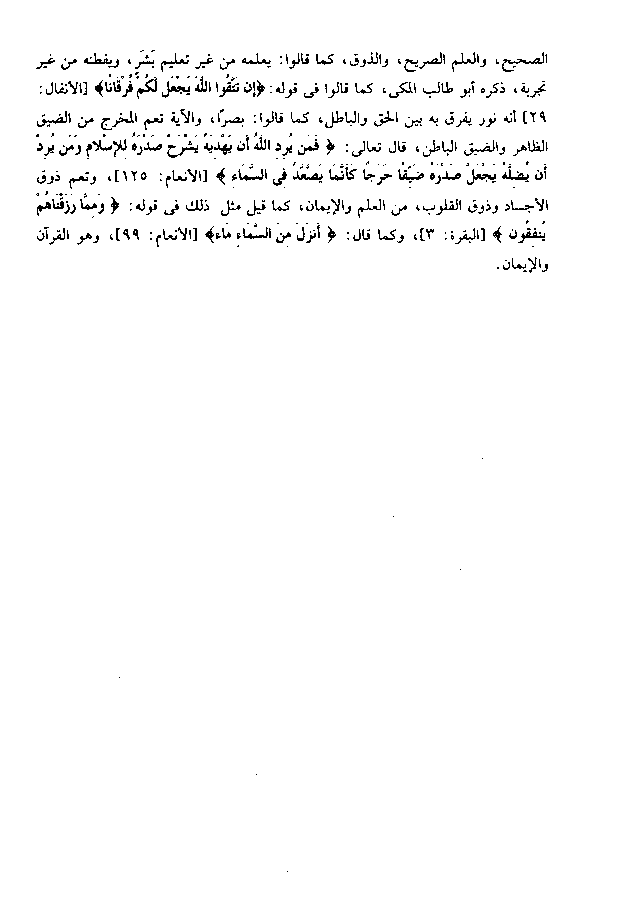 الصحيح، والعلم الصريح، والذوق، كما قالوا: يعلمه من غير تعليم بَشَرٍ، ويفطنه من غير
تجربة، ذكره أبو طالب المكى، كما قالوا فى قوله: ﴿إِن تَتَّقُوا اللَّهَ يَجْعَل لَّكُمْ فُرْقَانًا﴾ [الأنفال:
٢٩] أنه نور يفرق به بين الحق والباطل، كما قالوا: بصرًا، والآية تعم المخرج من الضيق
الظاهر والضيق الباطن، قال تعالى: ﴿ فَمَن يُرِدِ اللَّهُ أَن يَهْدِيَهُ يَشْرَحْ صَدْرَهُ لِلإِسْلامِ وَمَن يُرِدْ
أَن يُضِلَّهُ يَجْعَلْ صَدْرَهُ ضَيِّقًا حَرَجًا كَأَنَّمَا يَصَّعَّدُ فِي السَّمَاءِ ﴾ [الأنعام: ١٢٥]، وتعم ذوق
الأجساد وذوق القلوب، من العلم والإيمان، كما قيل مثل ذلك فى قوله: ﴿ وَمِمَّا رَزَقْنَاهُمْ
يُنفِقُونَ ﴾ [البقرة: ٣]، وكما قال: ﴿ أَنزَلَ مِنَ السَّمَاءِ مَاءً﴾ [الأنعام: ٩٩]، وهو القرآن
والإيمان.